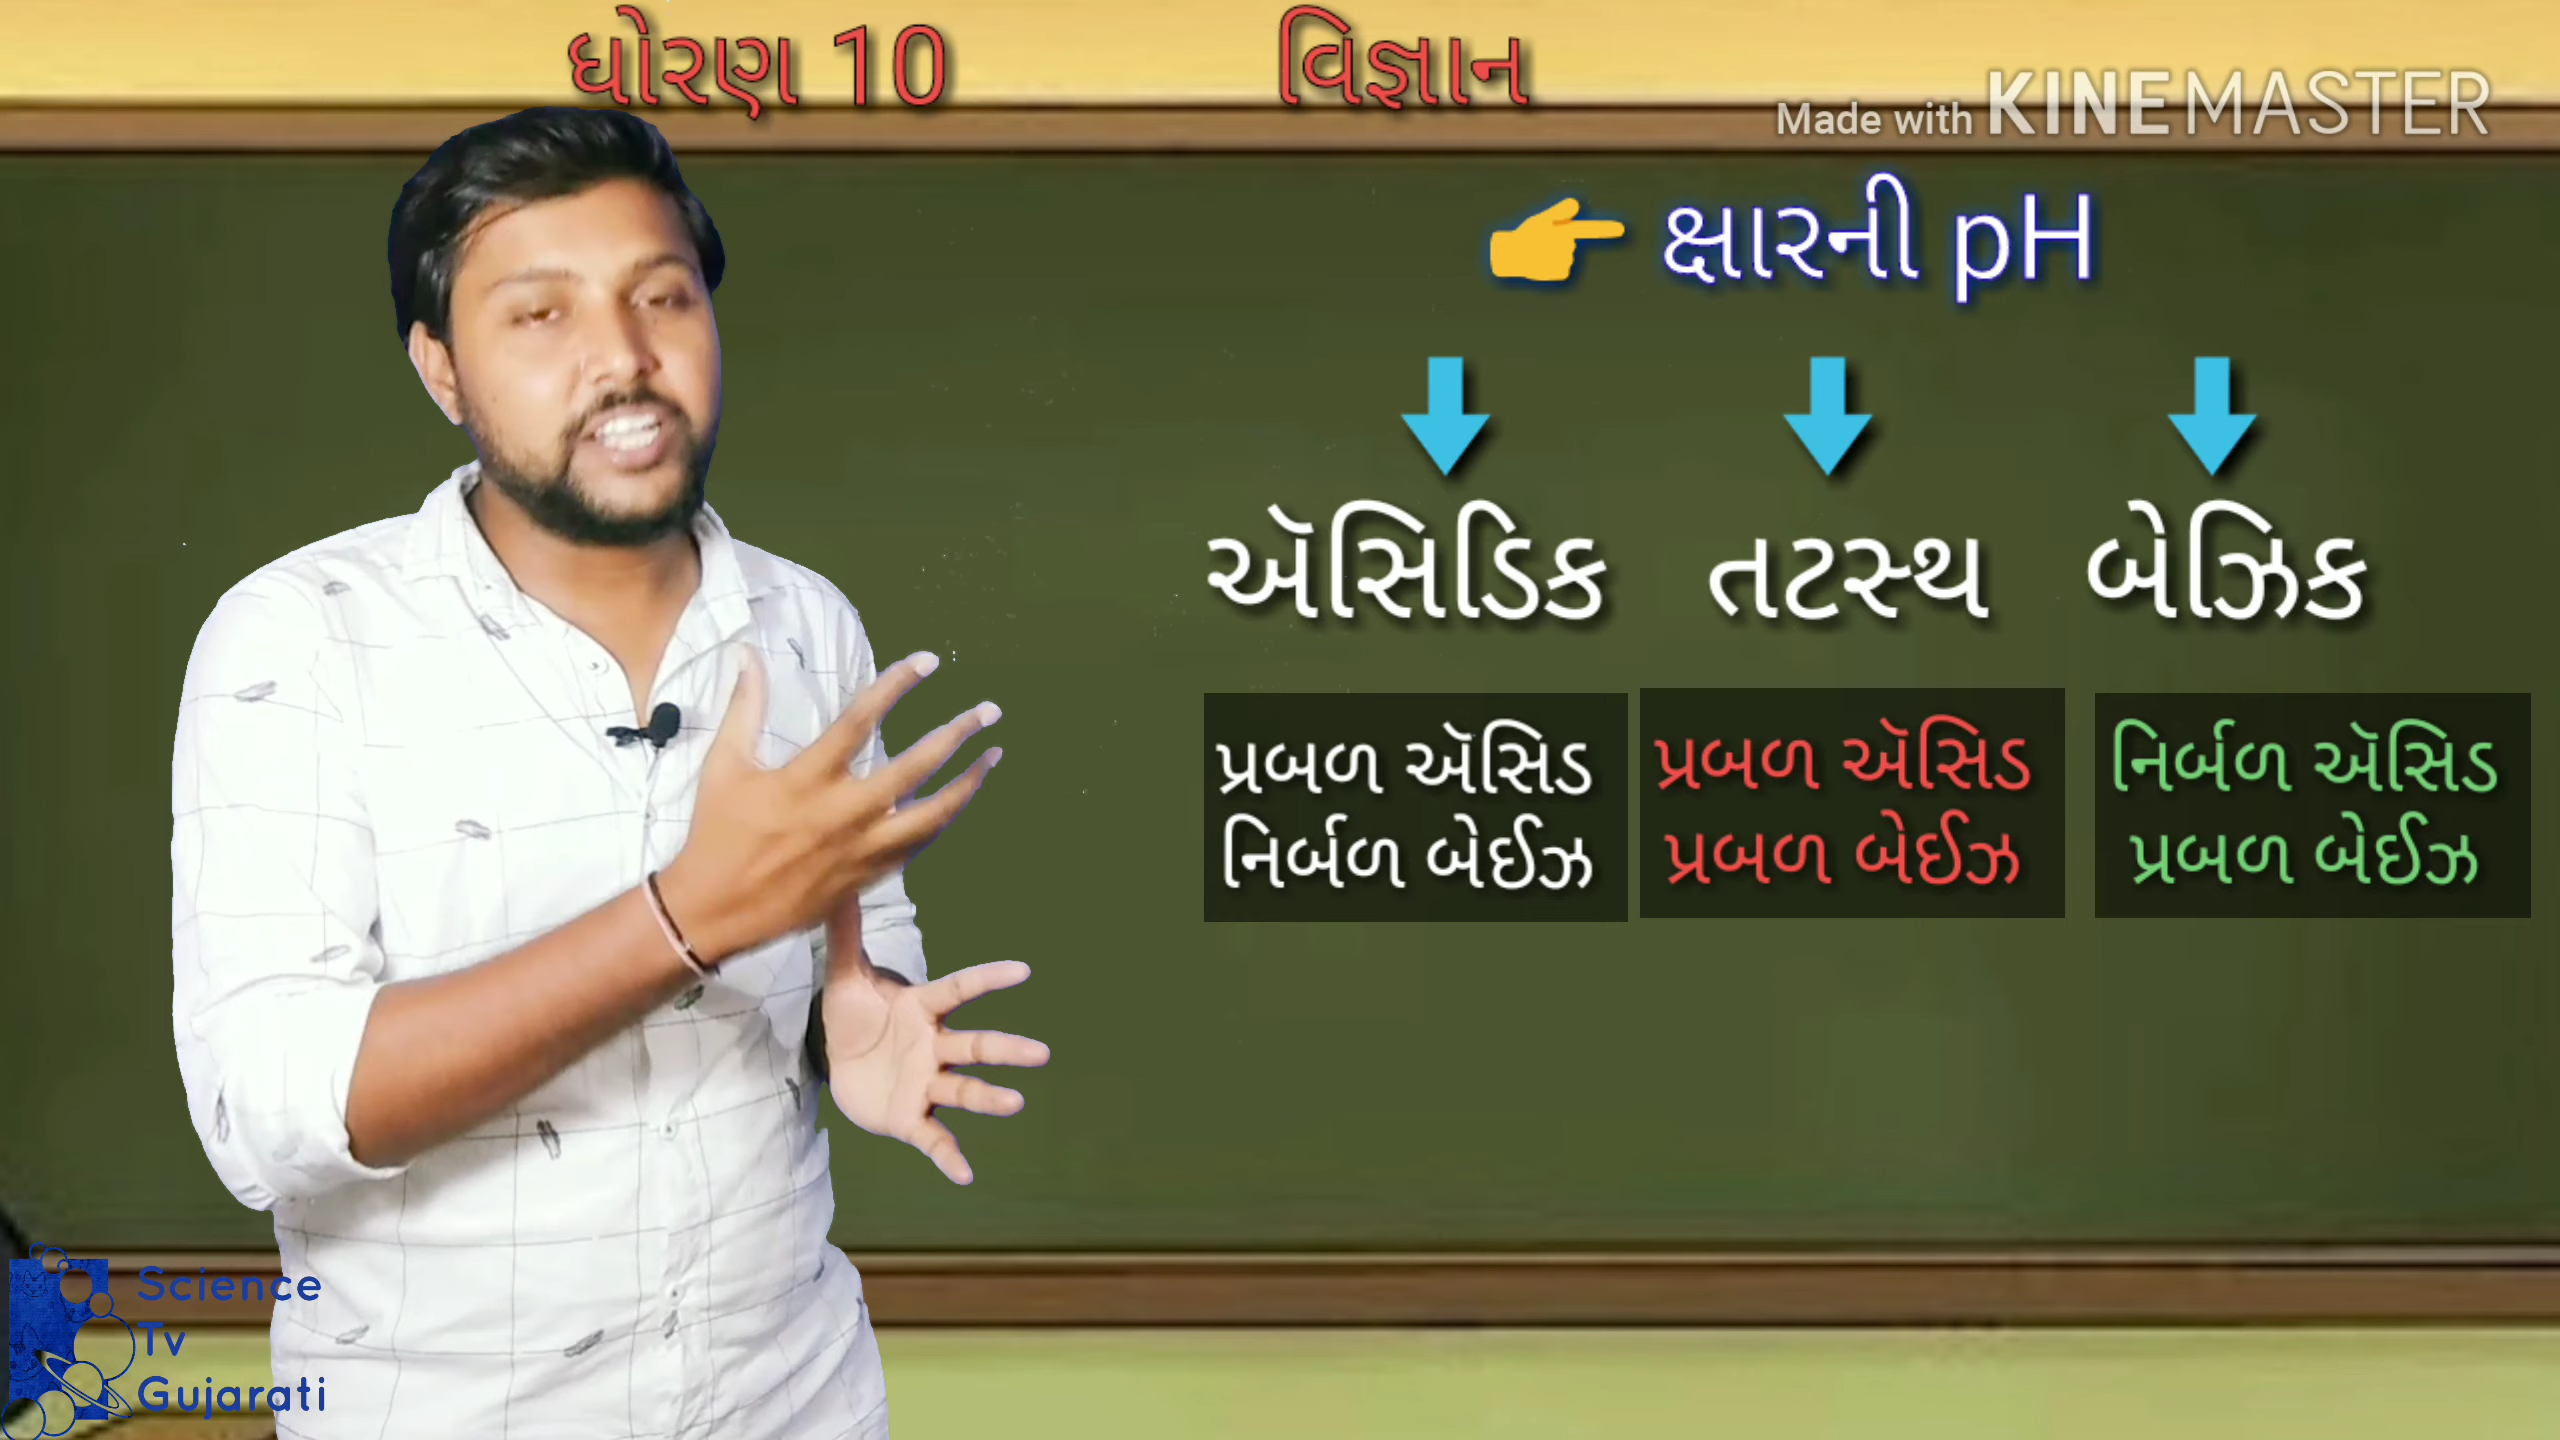 ધોરણ 10 વિજ્ઞાન
Made with KINEMASTER
👉 ક્ષારની pH
ઍસિડિક તટસ્થ બેઝિક
પ્રબળ ઍસિડ
નિર્બળ બેઈઝ
પ્રબળ ઍસિડ
પ્રબળ બેઈઝ
નિર્બળ ઍસિડ
પ્રબળ બેઈઝ
Science
Tv
Gujarati